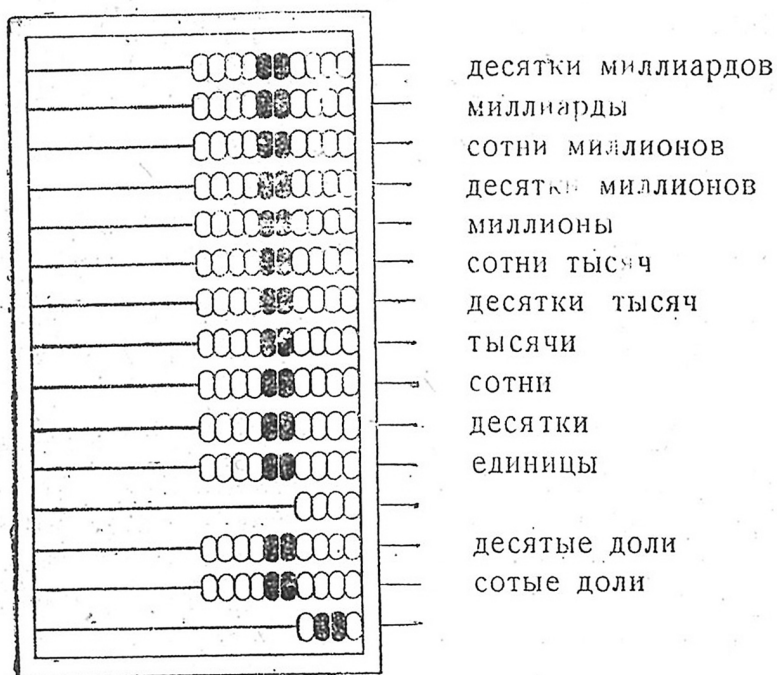 десятки миллиардов
миллиарды
сотни миллионов
десятки миллионов
миллионы
сотни тысяч
десятки тысяч
тысячи
сотни
десятки
единицы
десятые доли
сотые доли